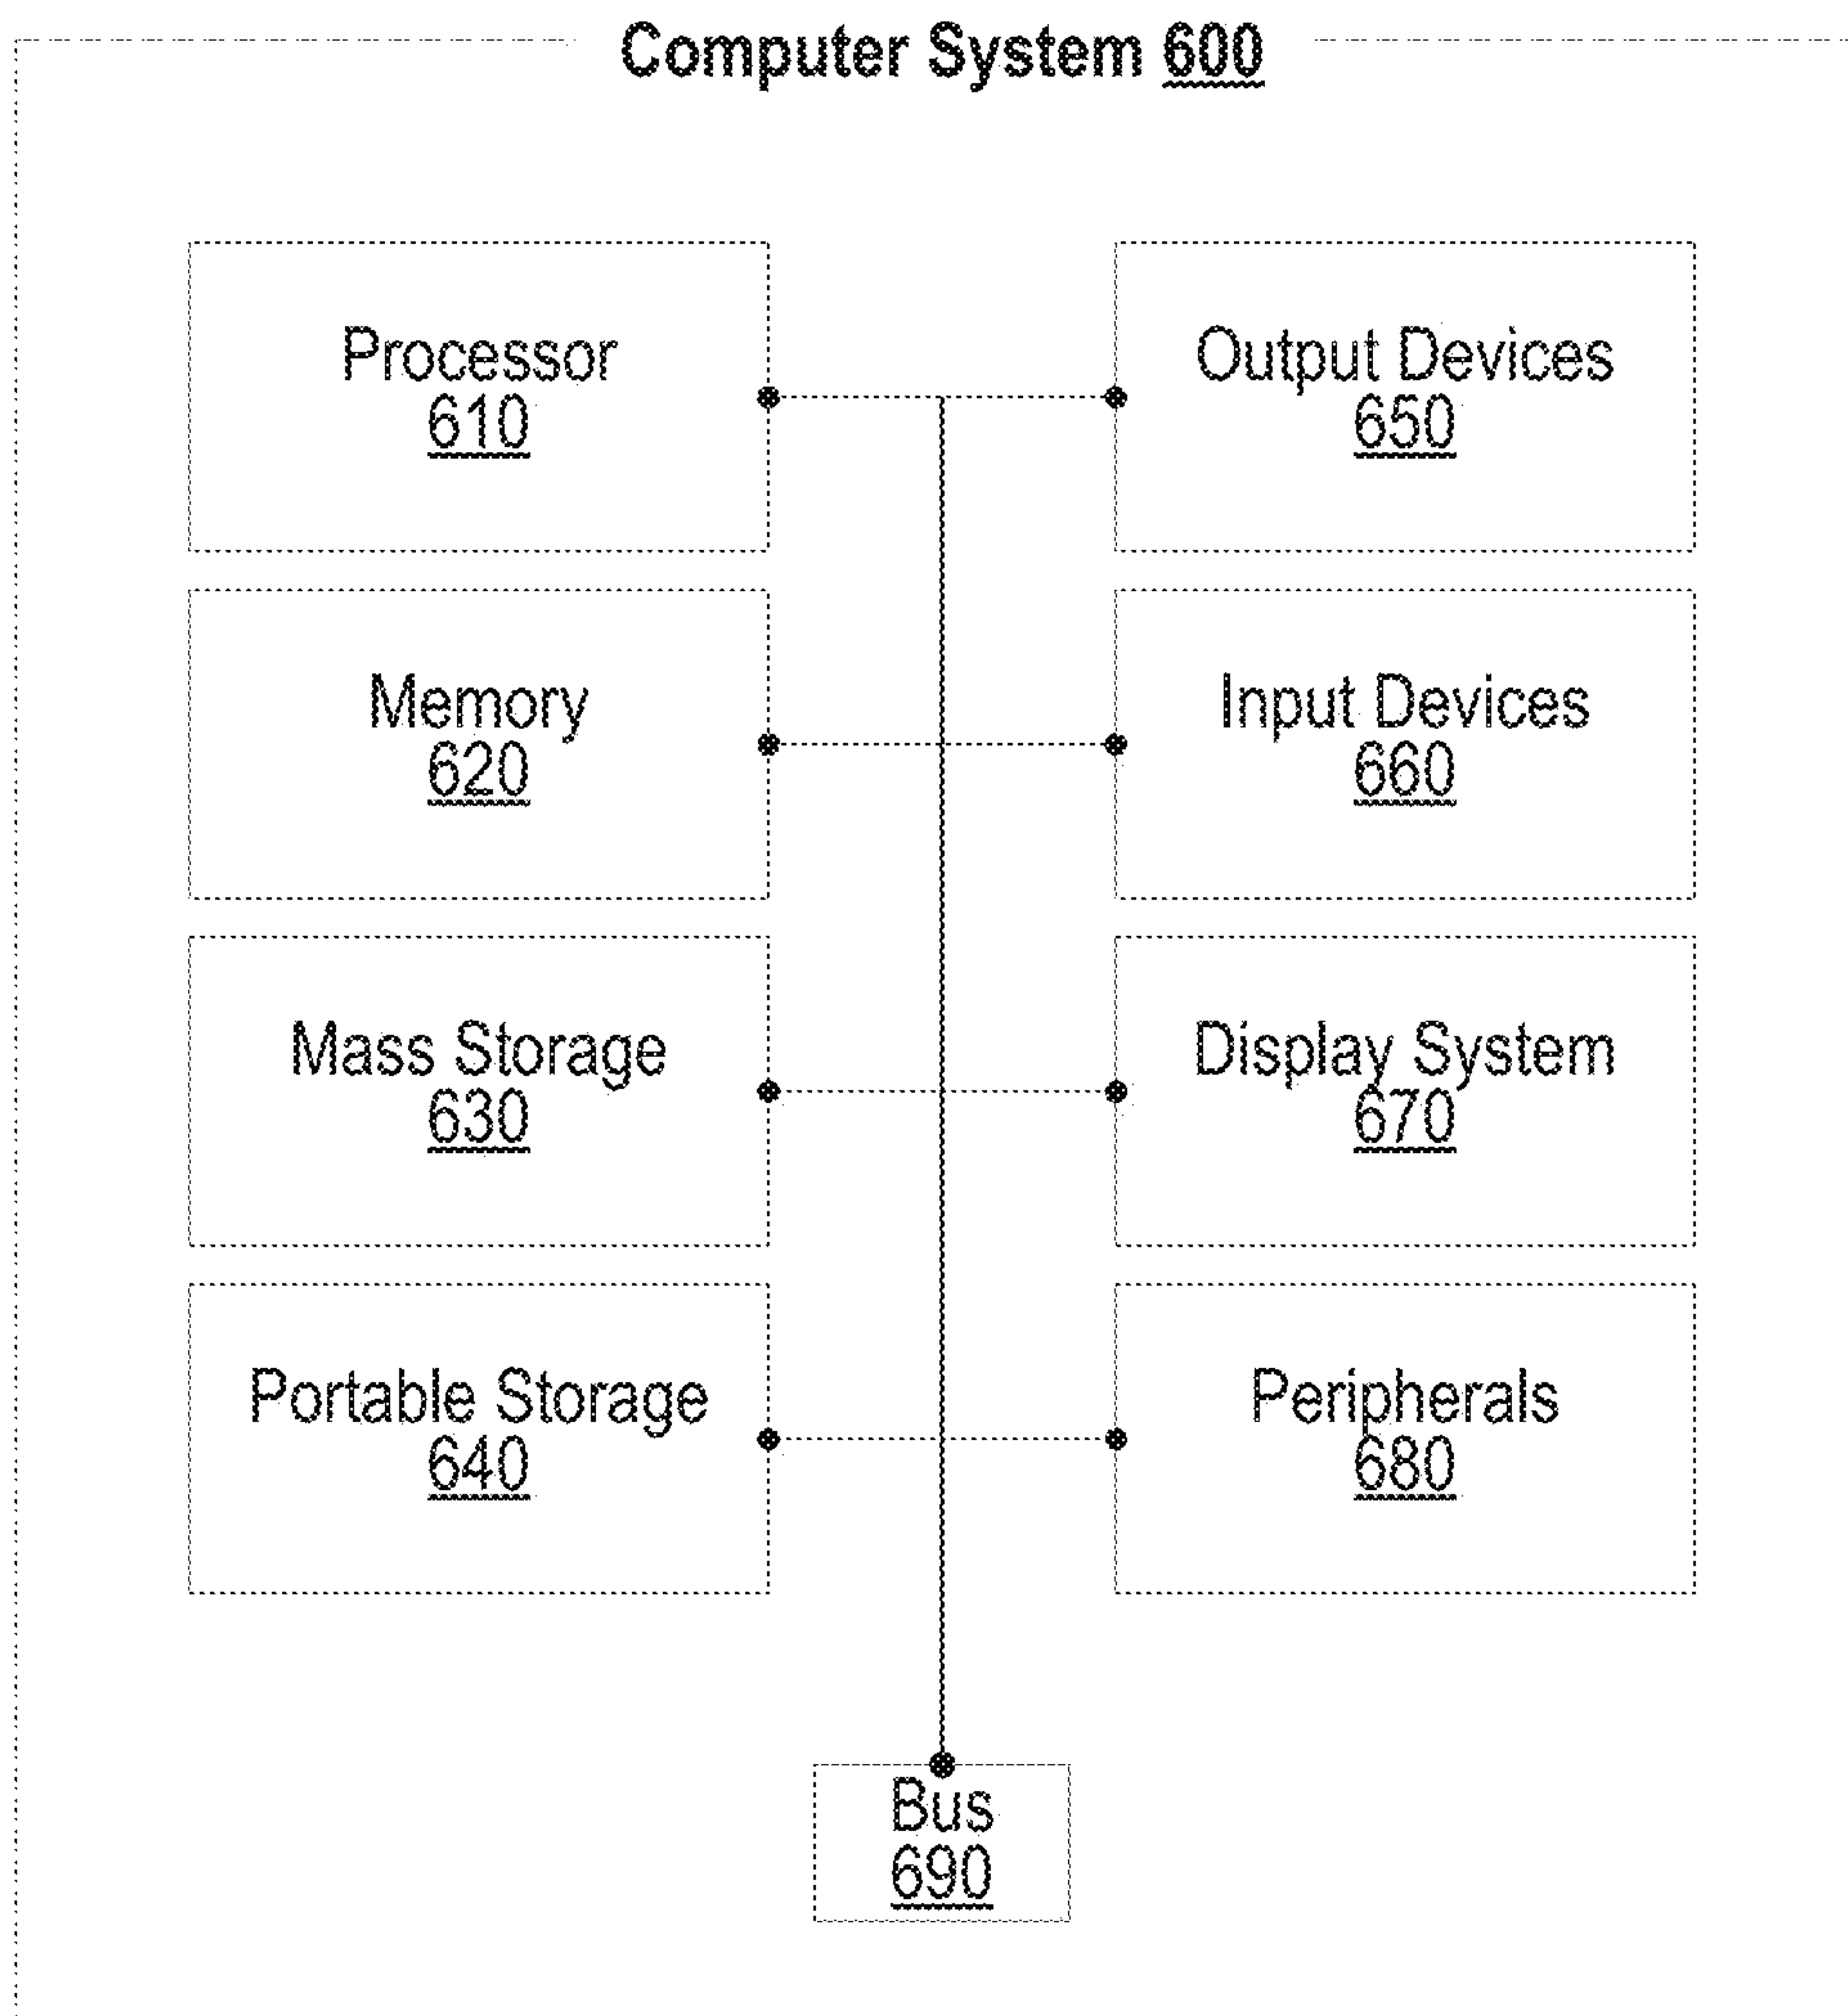 Computer System 600
Processor
610
Output Devices
650
Memory
620
Input Devices
660
Mass Storage
630
Display System
670
Portable Storage
640
Peripherals
680
Bus
690